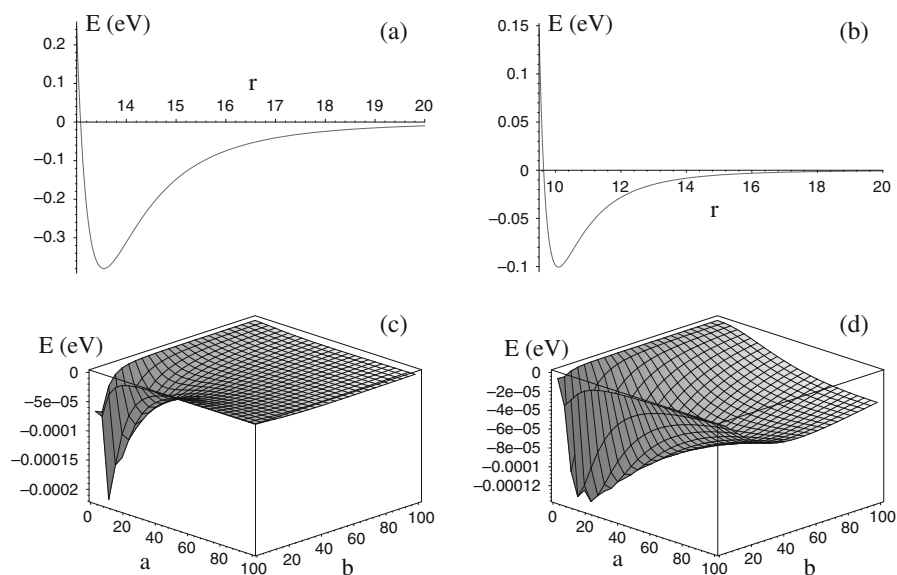 E (eV)
(a)
0.2
0.1
r
14 15 16 17 18 19 20
0
–0.1
–0.2
–0.3
0.15
E (eV)
(b)
0.1
0.05
0
10 12 14 16 18 20
r
–0.05
–0.1
(c)
E (eV)
0
–5e–05
–0.0001
–0.00015
–0.0002
0 20 40 60 80 100
a
20 40 60 80 100
b
(d)
E (eV)
0
–2e–05
–4e–05
–6e–05
–8e–05
–0.0001
–0.00012
0 20 40 60 80 100
a
20 40 60 80 100
b